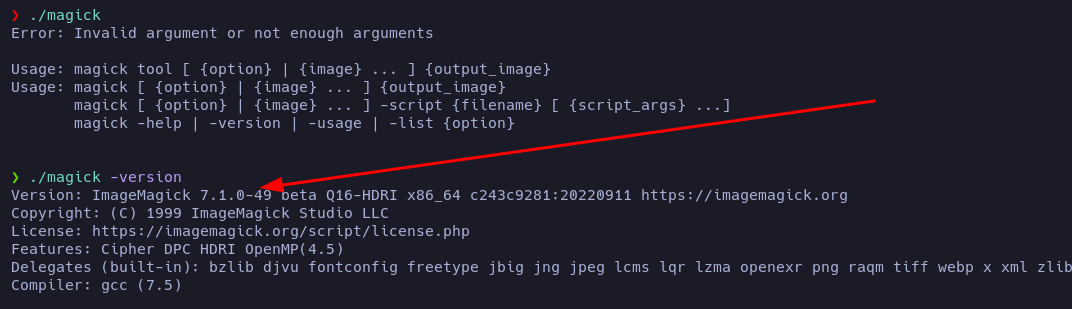 ❯ ./magick
Error: Invalid argument or not enough arguments
Usage: magick tool [ {option} | {image} ... ] {output_image}
Usage: magick [ {option} | {image} ... ] {output_image}
magick [ {option} | {image} ... ] -script {filename} [ {script_args} ...]
magick -help | -version | -usage | -list {option}
❯ ./magick -version
Version: ImageMagick 7.1.0-49 beta Q16-HDRI x86_64 c243c9281:20220911 https://imagemagick.org
Copyright: (C) 1999 ImageMagick Studio LLC
License: https://imagemagick.org/script/license.php
Features: Cipher DPC HDRI OpenMP(4.5)
Delegates (built-in): bzlib djvu fontconfig freetype jbig jng jpeg lcms lqr lzma openexr png raqm tiff webp x xml zlib
Compiler: gcc (7.5)